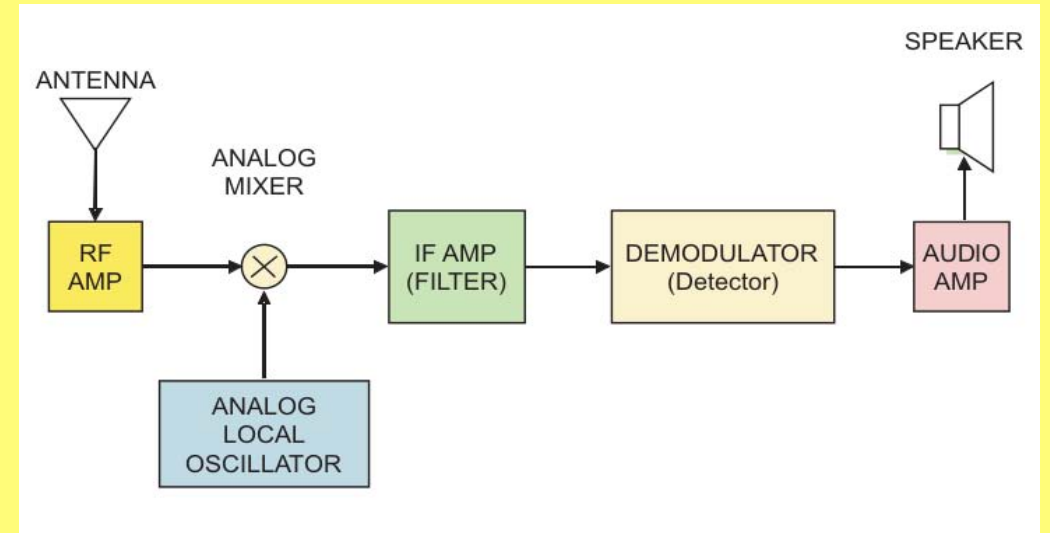 SPEAKER
ANTENNA
ANALOG
MIXER
RF
AMP
IF AMP
(FILTER)
DEMODULATOR
(Detector)
AUDIO
AMP
ANALOG
LOCAL
OSCILLATOR